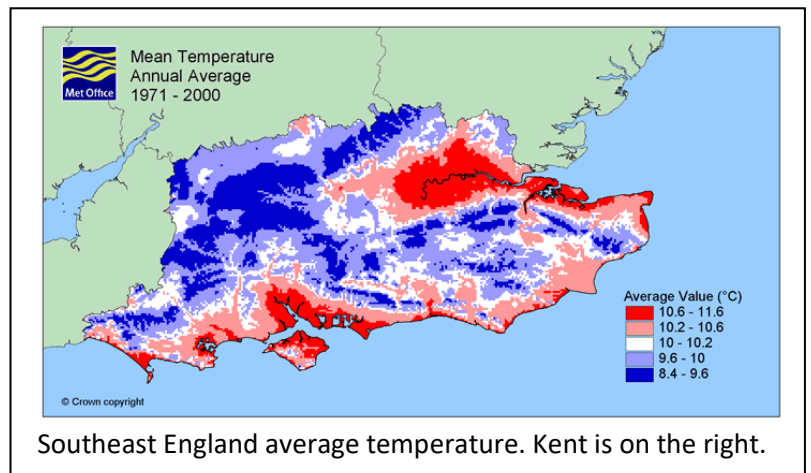 Met Office
Mean Temperature
Annual Average
1971 - 2000
Average Value (°C)
10.6 - 11.6
10.2 - 10.6
10 - 10.2
9.6 - 10
8.4 - 9.6
© Crown copyright
Southeast England average temperature. Kent is on the right.